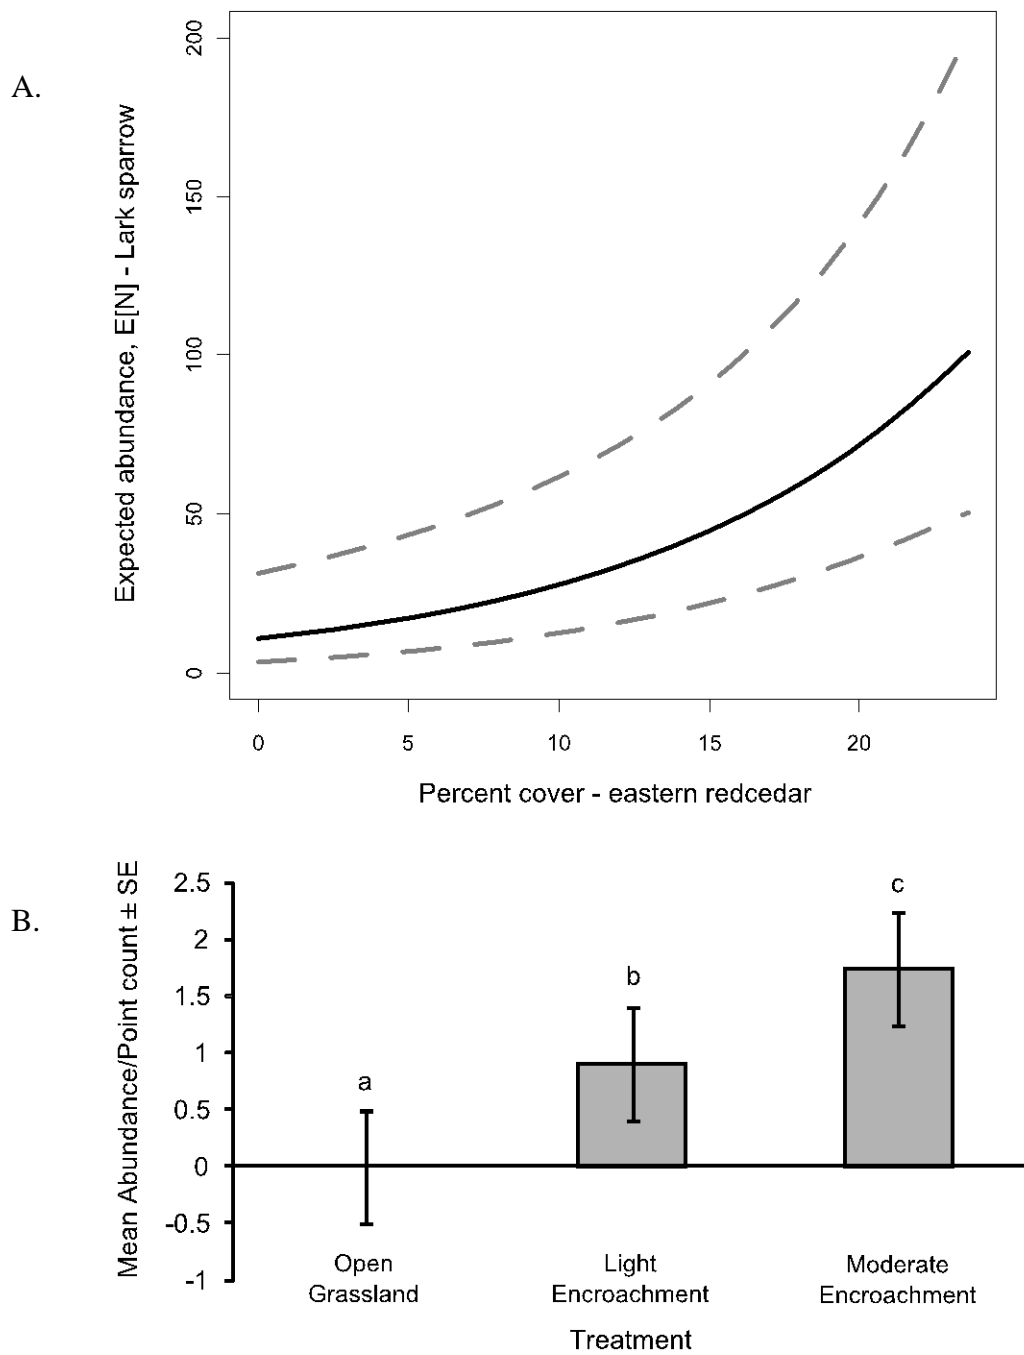 A.
Expected abundance, E[N] - Lark sparrow
200
150
100
50
0
0 5 10 15 20
Percent cover - eastern redcedar
B.
Mean Abundance/Point count ± SE
2.5
2
1.5
1
0.5
0
-0.5
-1
a
b
c
Open
Grassland
Light
Encroachment
Moderate
Encroachment
Treatment